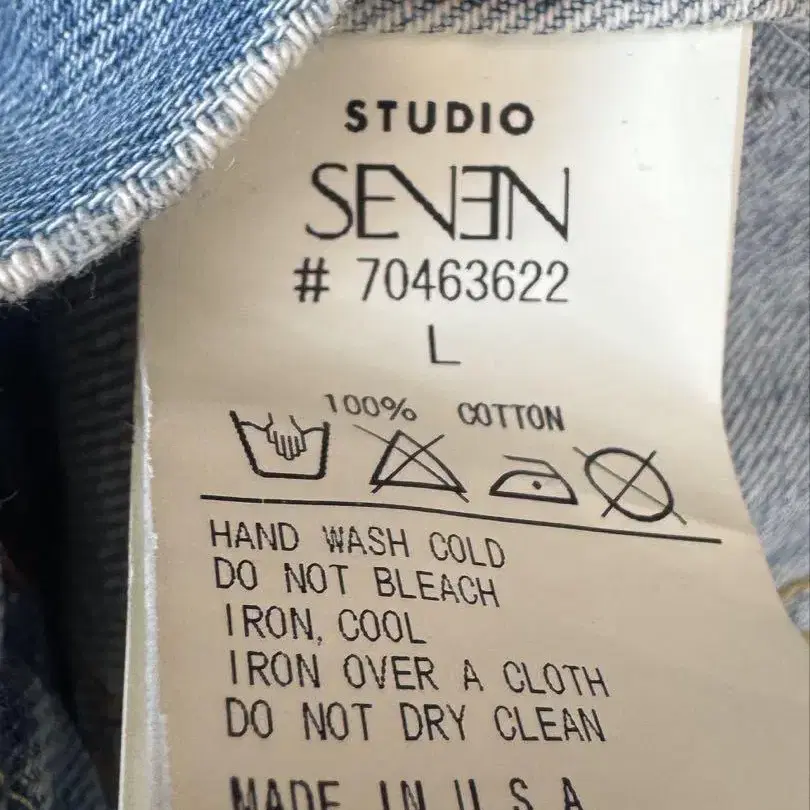 STUDIO
SEVEN
# 70463622
L
100% COTTON
HAND WASH COLD
DO NOT BLEACH
IRON, COOL
IRON OVER A CLOTH
DO NOT DRY CLEAN
MADE IN U.S.A